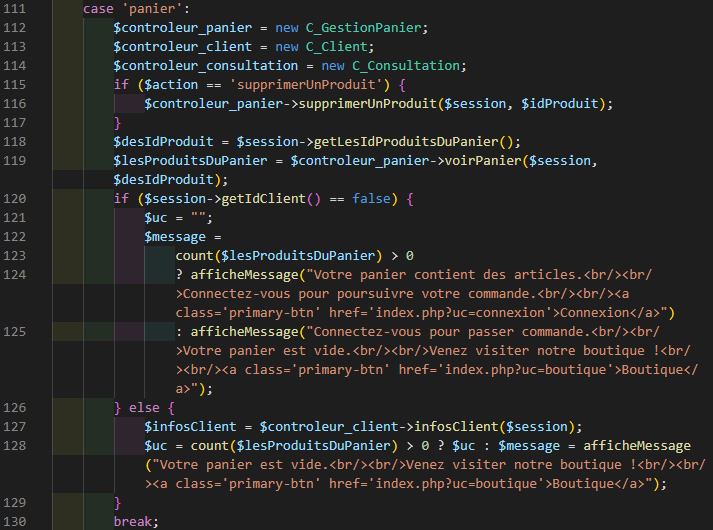 111 case 'panier':
112 $controleur_panier = new C_GestionPanier;
113 $controleur_client = new C_Client;
114 $controleur_consultation = new C_Consultation;
115 if ($action == 'supprimerUnProduit') {
116 $controleur_panier->supprimerUnProduit($session, $idProduit);
117 }
118 $desIdProduit = $session->getLesIdProduitsDuPanier();
119 $lesProduitsDuPanier = $controleur_panier->voirPanier($session,
$desIdProduit);
120 if ($session->getIdClient() == false) {
121 $uc = "";
122 $message =
123 count($lesProduitsDuPanier) > 0
124 ? afficheMessage("Votre panier contient des articles.<br/><br/
>Connectez-vous pour poursuivre votre commande.<br/><br/><a
class='primary-btn' href='index.php?uc=connexion'>Connexion</a>")
125 : afficheMessage("Connectez-vous pour passer commande.<br/><br/
>Votre panier est vide.<br/><br/>Venez visiter notre boutique !<br/
><br/><a class='primary-btn' href='index.php?uc=boutique'>Boutique</
a>");
126 } else {
127 $infosClient = $controleur_client->infosClient($session);
128 $uc = count($lesProduitsDuPanier) > 0 ? $uc : $message = afficheMessage
("Votre panier est vide.<br/><br/>Venez visiter notre boutique !<br/><br/
><a class='primary-btn' href='index.php?uc=boutique'>Boutique</a>");
129 }
130 break;